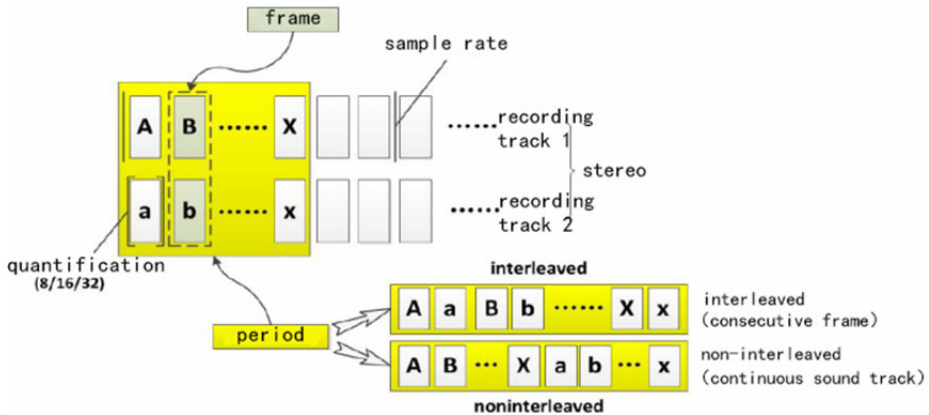 frame
sample rate
A B ...... X
...... recording
track 1
stereo
a b ...... x
...... recording
track 2
quantification
(8/16/32)
period
interleaved
A a B b ...... X x
interleaved
(consecutive frame)
A B ... X a b ... x
non-interleaved
(continuous sound track)
noninterleaved